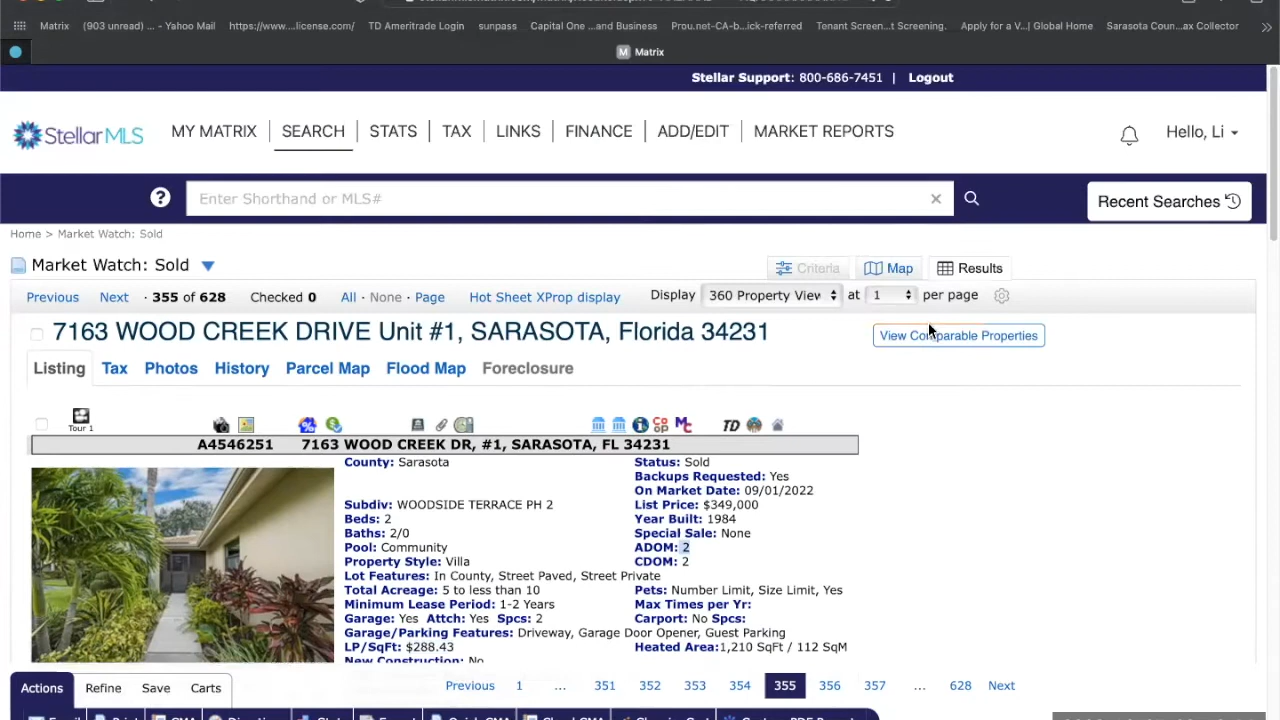 Matrix (903 unread) ... - Yahoo Mail https://www....license.com/ TD Ameritrade Login sunpass Capital One ...and Business Prou.net-CA-b...ick-referred Tenant Screen...t Screening. Apply for a V...| Global Home Sarasota Coun...ax Collector
M Matrix
Stellar Support: 800-686-7451 | Logout
StellarMLS MY MATRIX SEARCH STATS TAX LINKS FINANCE ADD/EDIT MARKET REPORTS Hello, Li
? Enter Shorthand or MLS# Recent Searches
Home > Market Watch: Sold
Market Watch: Sold Criteria Map Results
Previous Next · 355 of 628 Checked 0 All · None · Page Hot Sheet XProp display Display 360 Property View at 1 per page
7163 WOOD CREEK DRIVE Unit #1, SARASOTA, Florida 34231 View Comparable Properties
Listing Tax Photos History Parcel Map Flood Map Foreclosure
Tour 1
A4546251 7163 WOOD CREEK DR, #1, SARASOTA, FL 34231
County: Sarasota Status: Sold
Backups Requested: Yes
On Market Date: 09/01/2022
Subdiv: WOODSIDE TERRACE PH 2 List Price: $349,000
Beds: 2 Year Built: 1984
Baths: 2/0 Special Sale: None
Pool: Community ADOM: 2
Property Style: Villa CDOM: 2
Lot Features: In County, Street Paved, Street Private
Total Acreage: 5 to less than 10 Pets: Number Limit, Size Limit, Yes
Minimum Lease Period: 1-2 Years Max Times per Yr:
Garage: Yes Attch: Yes Spcs: 2 Carport: No Spcs:
Garage/Parking Features: Driveway, Garage Door Opener, Guest Parking
LP/SqFt: $288.43 Heated Area:1,210 SqFt / 112 SqM
New Construction: No
Actions Refine Save Carts Previous 1 ... 351 352 353 354 355 356 357 ... 628 Next